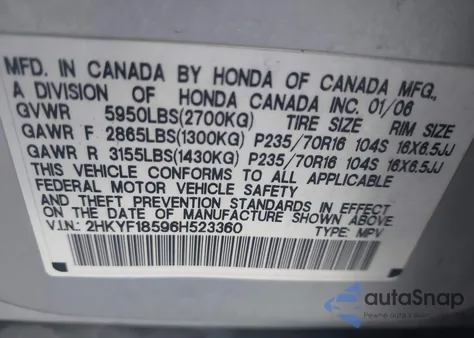 MFD. IN CANADA BY HONDA OF CANADA MFG.,
A DIVISION OF HONDA CANADA INC. 01/06
GVWR 5950LBS(2700KG) TIRE SIZE RIM SIZE
GAWR F 2865LBS(1300KG) P235/70R16 104S 16X6.5JJ
GAWR R 3155LBS(1430KG) P235/70R16 104S 16X6.5JJ
THIS VEHICLE CONFORMS TO ALL APPLICABLE
FEDERAL MOTOR VEHICLE SAFETY
AND THEFT PREVENTION STANDARDS IN EFFECT
ON THE DATE OF MANUFACTURE SHOWN ABOVE.
V.I.N.: 2HKYF18596H523360 TYPE: MPV
autoSnap
Pewne auto z